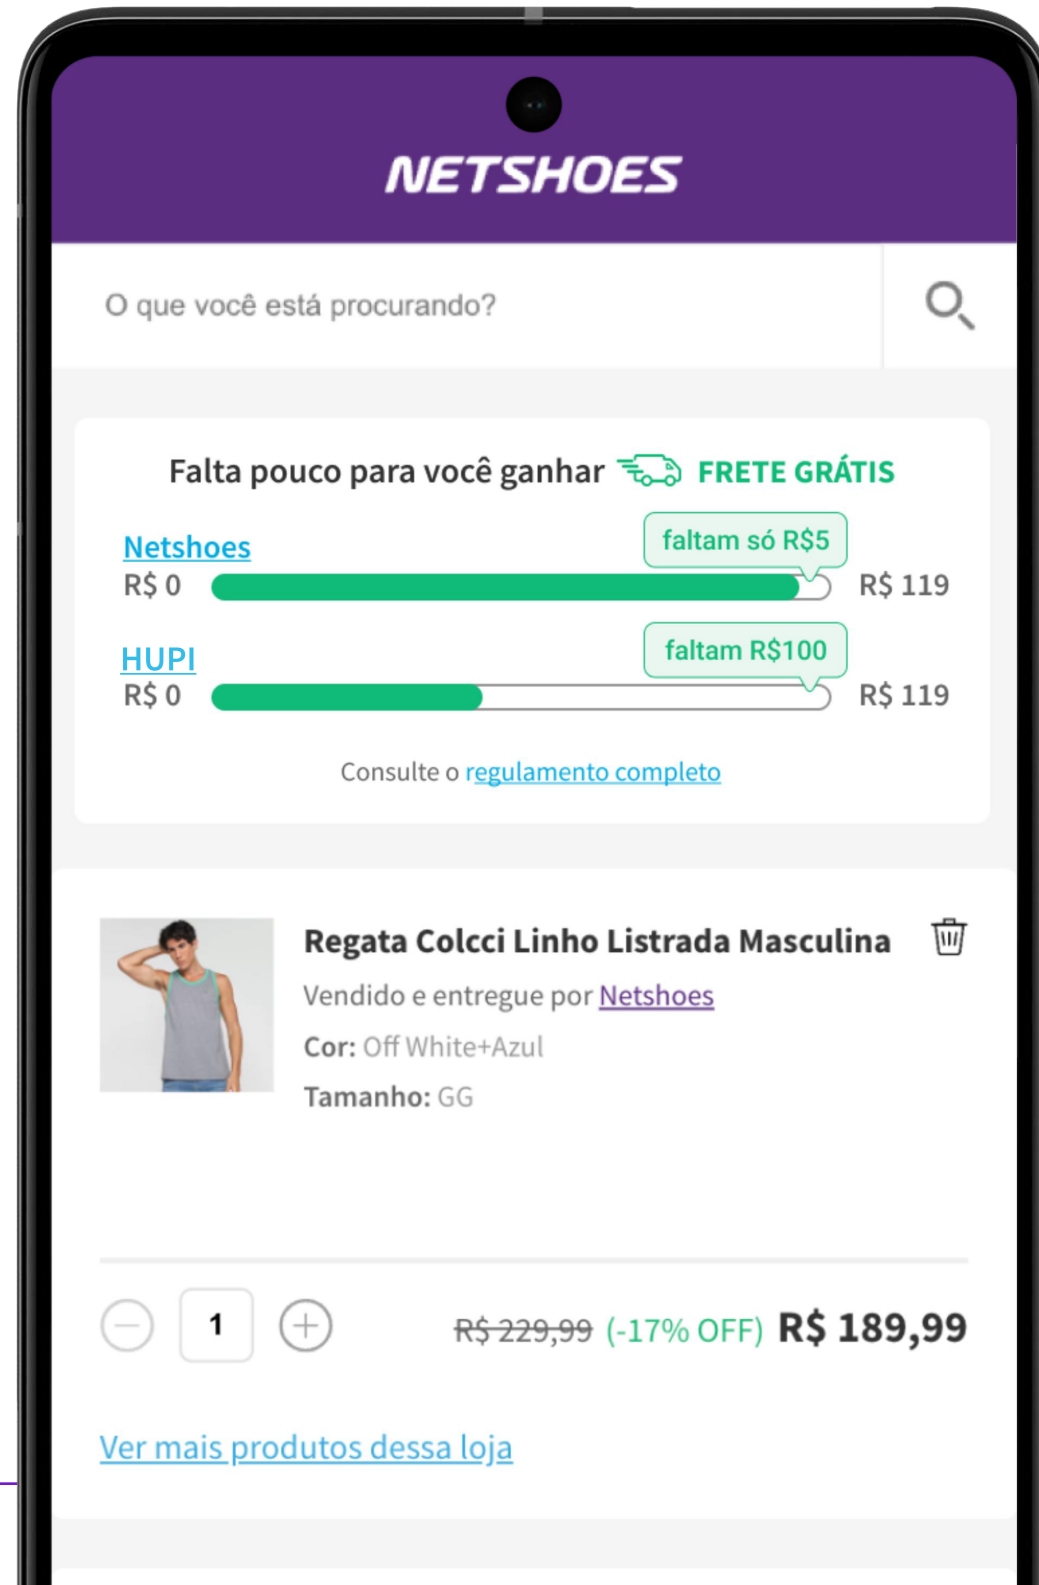 NETSHOES
O que você está procurando?
Falta pouco para você ganhar FRETE GRÁTIS
Netshoes
faltam só R$5
R$ 0
R$ 119
HUPI
faltam R$100
R$ 0
R$ 119
Consulte o regulamento completo
Regata Colcci Linho Listrada Masculina
Vendido e entregue por Netshoes
Cor: Off White+Azul
Tamanho: GG
1
R$ 229,99 (-17% OFF) R$ 189,99
Ver mais produtos dessa loja